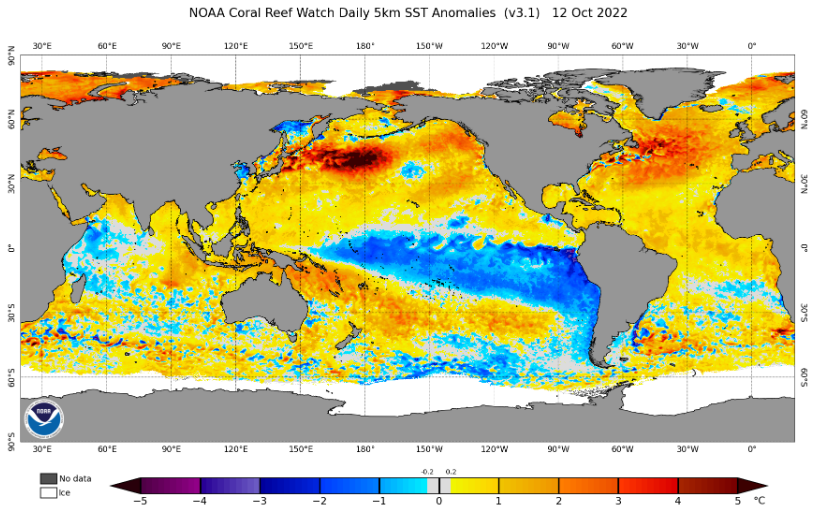 NOAA Coral Reef Watch Daily 5km SST Anomalies (v3.1) 12 Oct 2022
30°E 60°E 90°E 120°E 150°E 180° 150°W 120°W 90°W 60°W 30°W 0°
90°N 
60°N 60°N
30°N 30°N
0° 0°
30°S 30°S
60°S 60°S
90°S
NOAA
30°E 60°E 90°E 120°E 150°E 180° 150°W 120°W 90°W 60°W 30°W 0°
-0.2 0.2
No data
Ice
−5 −4 −3 −2 −1 0 1 2 3 4 5 °C